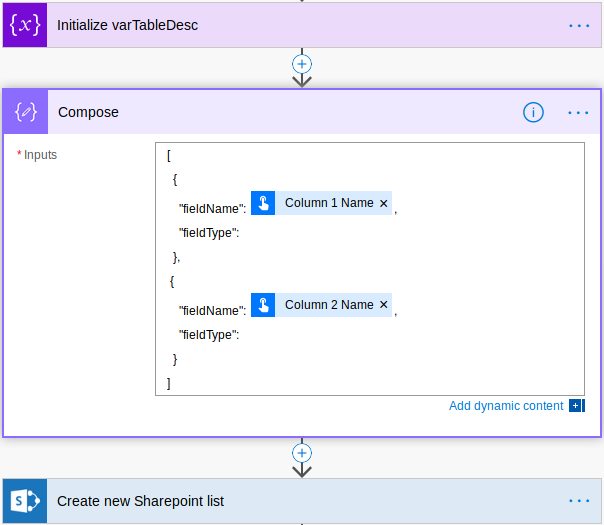 {x} Initialize varTableDesc ...
Compose i ...
* Inputs
[
{
"fieldName": Column 1 Name × ,
"fieldType":
},
{
"fieldName": Column 2 Name × ,
"fieldType":
}
]
Add dynamic content +
S Create new Sharepoint list ...